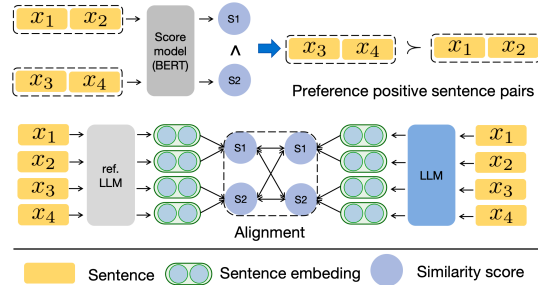 x1 x2
Score
model
(BERT)
S1
∧
x3 x4
S2
x3 x4 ≻ x1 x2
Preference positive sentence pairs
x1
x2
x3
x4
ref.
LLM
S1
S2
S1
S2
LLM
x1
x2
x3
x4
Alignment
Sentence
Sentence embeding
Similarity score